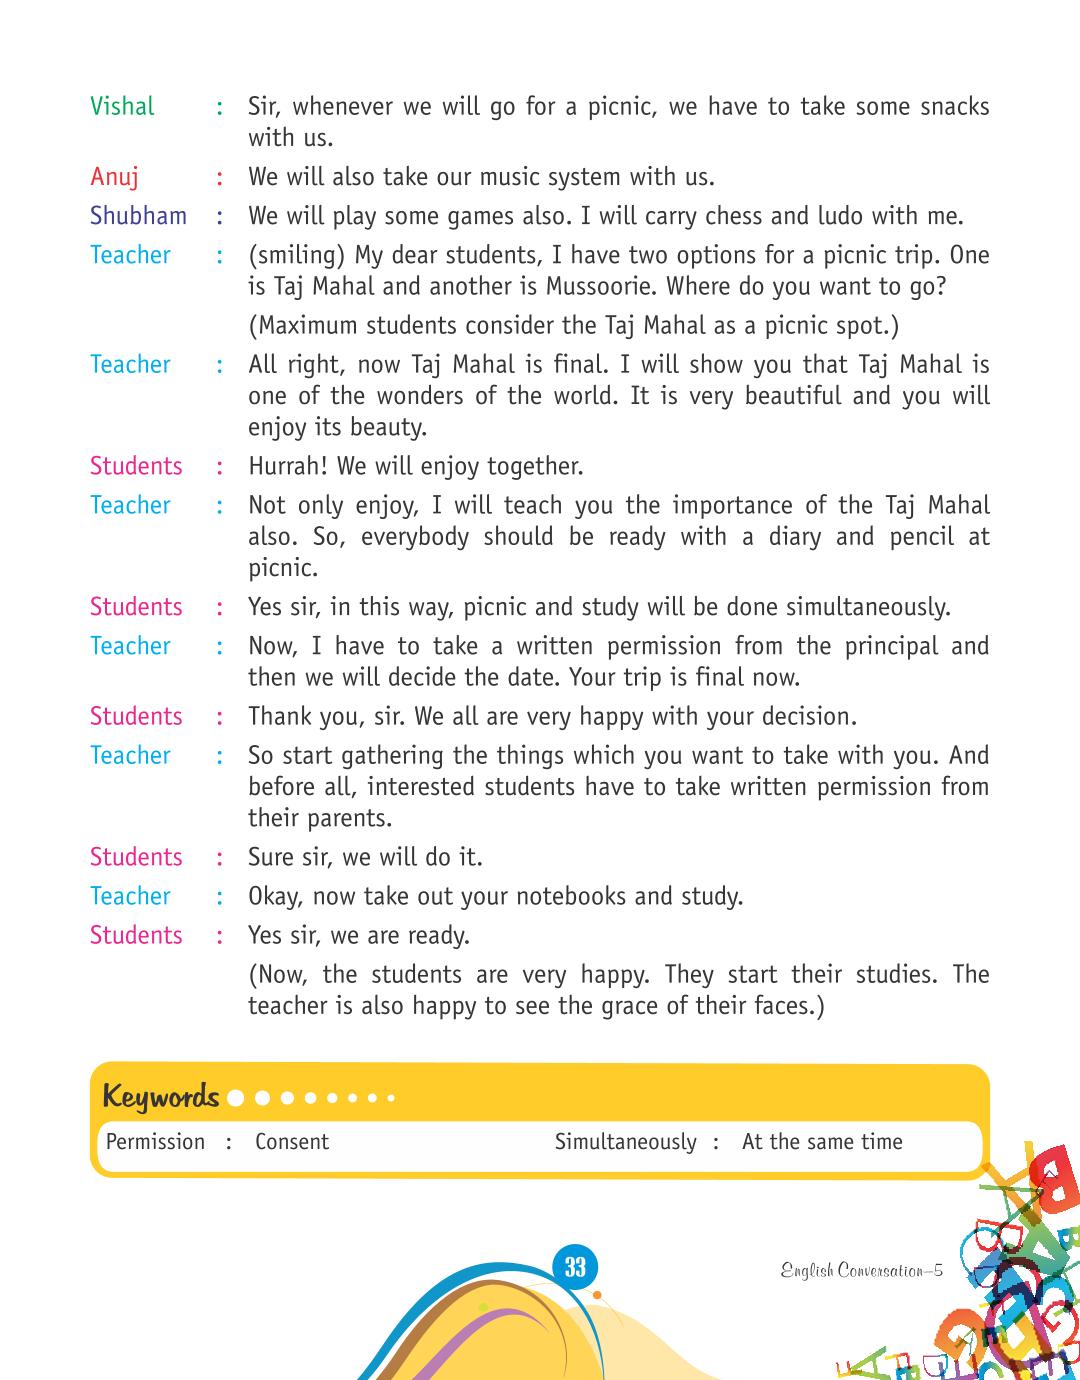 Vishal : Sir, whenever we will go for a picnic, we have to take some snacks
with us.
Anuj : We will also take our music system with us.
Shubham : We will play some games also. I will carry chess and ludo with me.
Teacher : (smiling) My dear students, I have two options for a picnic trip. One
is Taj Mahal and another is Mussoorie. Where do you want to go?
(Maximum students consider the Taj Mahal as a picnic spot.)
Teacher : All right, now Taj Mahal is final. I will show you that Taj Mahal is
one of the wonders of the world. It is very beautiful and you will
enjoy its beauty.
Students : Hurrah! We will enjoy together.
Teacher : Not only enjoy, I will teach you the importance of the Taj Mahal
also. So, everybody should be ready with a diary and pencil at
picnic.
Students : Yes sir, in this way, picnic and study will be done simultaneously.
Teacher : Now, I have to take a written permission from the principal and
then we will decide the date. Your trip is final now.
Students : Thank you, sir. We all are very happy with your decision.
Teacher : So start gathering the things which you want to take with you. And
before all, interested students have to take written permission from
their parents.
Students : Sure sir, we will do it.
Teacher : Okay, now take out your notebooks and study.
Students : Yes sir, we are ready.
(Now, the students are very happy. They start their studies. The
teacher is also happy to see the grace of their faces.)
Keywords
Permission : Consent Simultaneously : At the same time
33
English Conversation–5